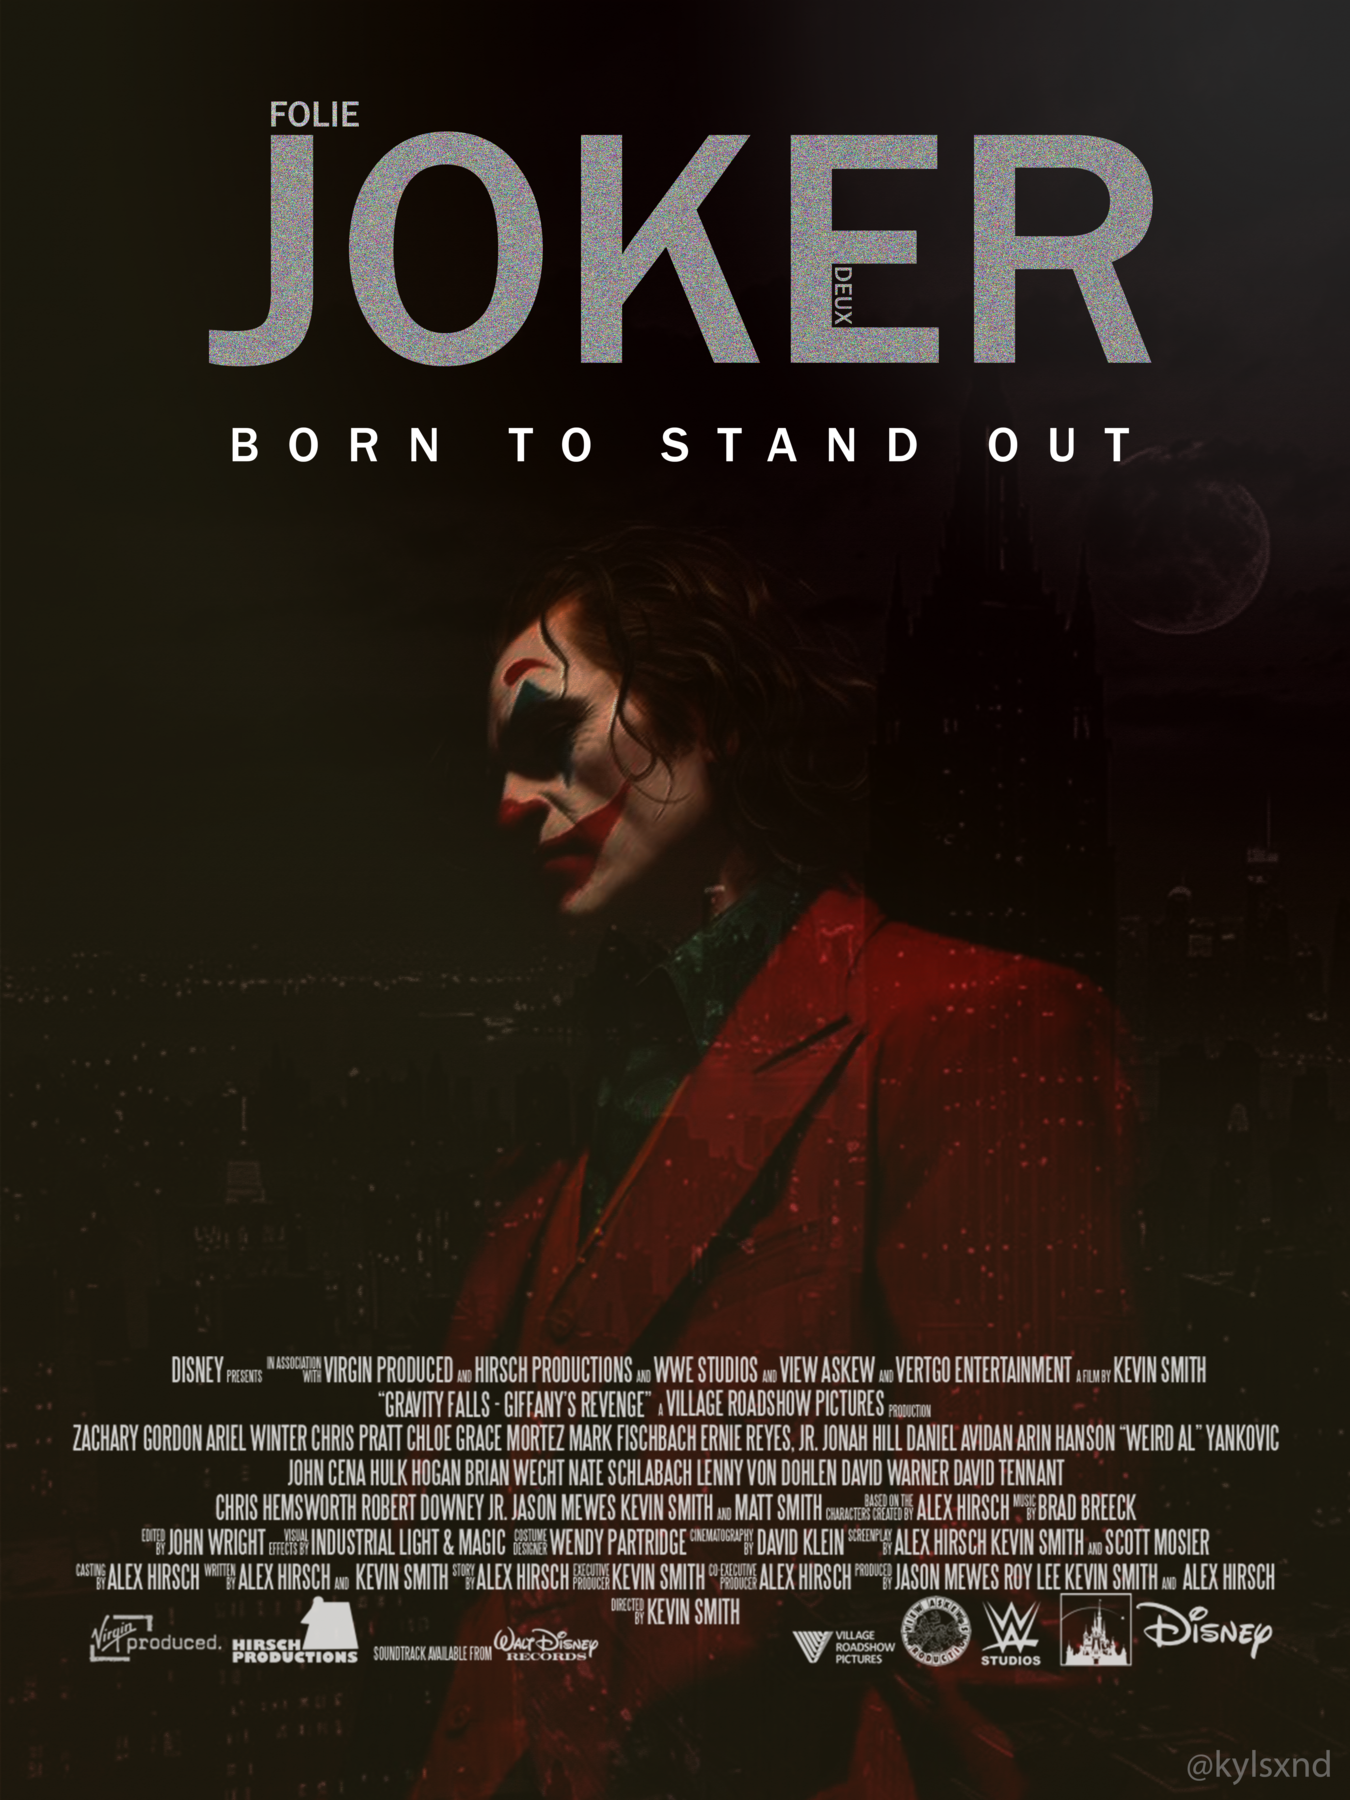 FOLIE
JOKER
DEUX
BORN TO STAND OUT
DISNEY PRESENTS IN ASSOCIATION WITH VIRGIN PRODUCED AND HIRSCH PRODUCTIONS AND WWE STUDIOS AND VIEW ASKEW AND VERTGO ENTERTAINMENT A FILM BY KEVIN SMITH
"GRAVITY FALLS - GIFFANY'S REVENGE" A VILLAGE ROADSHOW PICTURES PRODUCTION
ZACHARY GORDON ARIEL WINTER CHRIS PRATT CHLOE GRACE MORTEZ MARK FISCHBACH ERNIE REYES, JR. JONAH HILL DANIEL AVIDAN ARIN HANSON "WEIRD AL" YANKOVIC
JOHN CENA HULK HOGAN BRIAN WECHT NATE SCHLABACH LENNY VON DOHLEN DAVID WARNER DAVID TENNANT
CHRIS HEMSWORTH ROBERT DOWNEY JR. JASON MEWES KEVIN SMITH AND MATT SMITH BASED ON THE CHARACTERS CREATED BY ALEX HIRSCH MUSIC BY BRAD BREECK
EDITED BY JOHN WRIGHT VISUAL EFFECTS BY INDUSTRIAL LIGHT & MAGIC COSTUME DESIGNER WENDY PARTRIDGE CINEMATOGRAPHY BY DAVID KLEIN SCREENPLAY BY ALEX HIRSCH KEVIN SMITH AND SCOTT MOSIER
CASTING BY ALEX HIRSCH WRITTEN BY ALEX HIRSCH AND KEVIN SMITH STORY BY ALEX HIRSCH EXECUTIVE PRODUCER KEVIN SMITH CO-EXECUTIVE PRODUCER ALEX HIRSCH PRODUCED BY JASON MEWES ROY LEE KEVIN SMITH AND ALEX HIRSCH
DIRECTED BY KEVIN SMITH
Virgin produced.
HIRSCH
PRODUCTIONS
SOUNDTRACK AVAILABLE FROM WALT DISNEY
RECORDS
VILLAGE
ROADSHOW
PICTURES
VIEW ASKEW PRODUCTIONS
W
STUDIOS
DISNEY
@kylsxnd